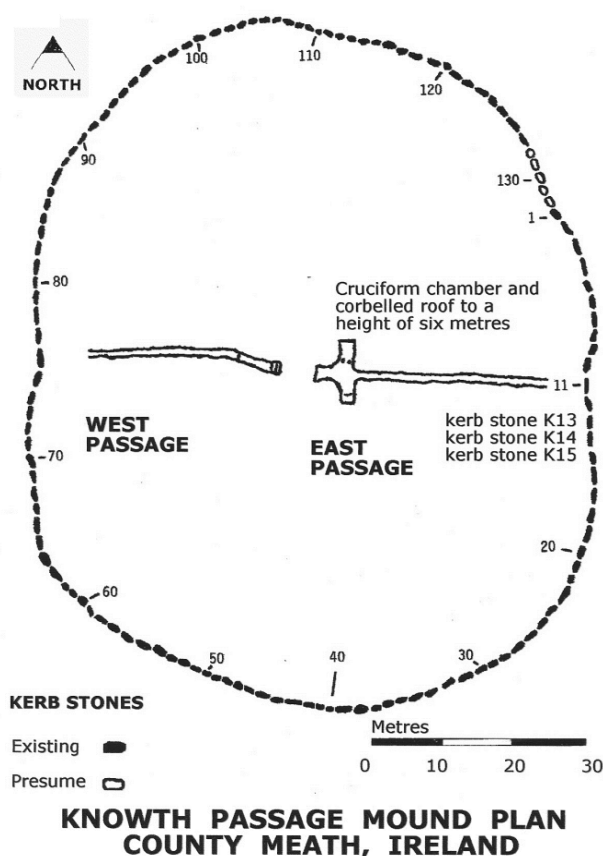 NORTH
100
110
120
90
130
1
80
Cruciform chamber and
corbelled roof to a
height of six metres
WEST
PASSAGE
EAST
PASSAGE
11
kerb stone K13
kerb stone K14
kerb stone K15
70
20
60
50
40
30
KERB STONES
Existing
Presume
Metres
0 10 20 30
KNOWTH PASSAGE MOUND PLAN
COUNTY MEATH, IRELAND